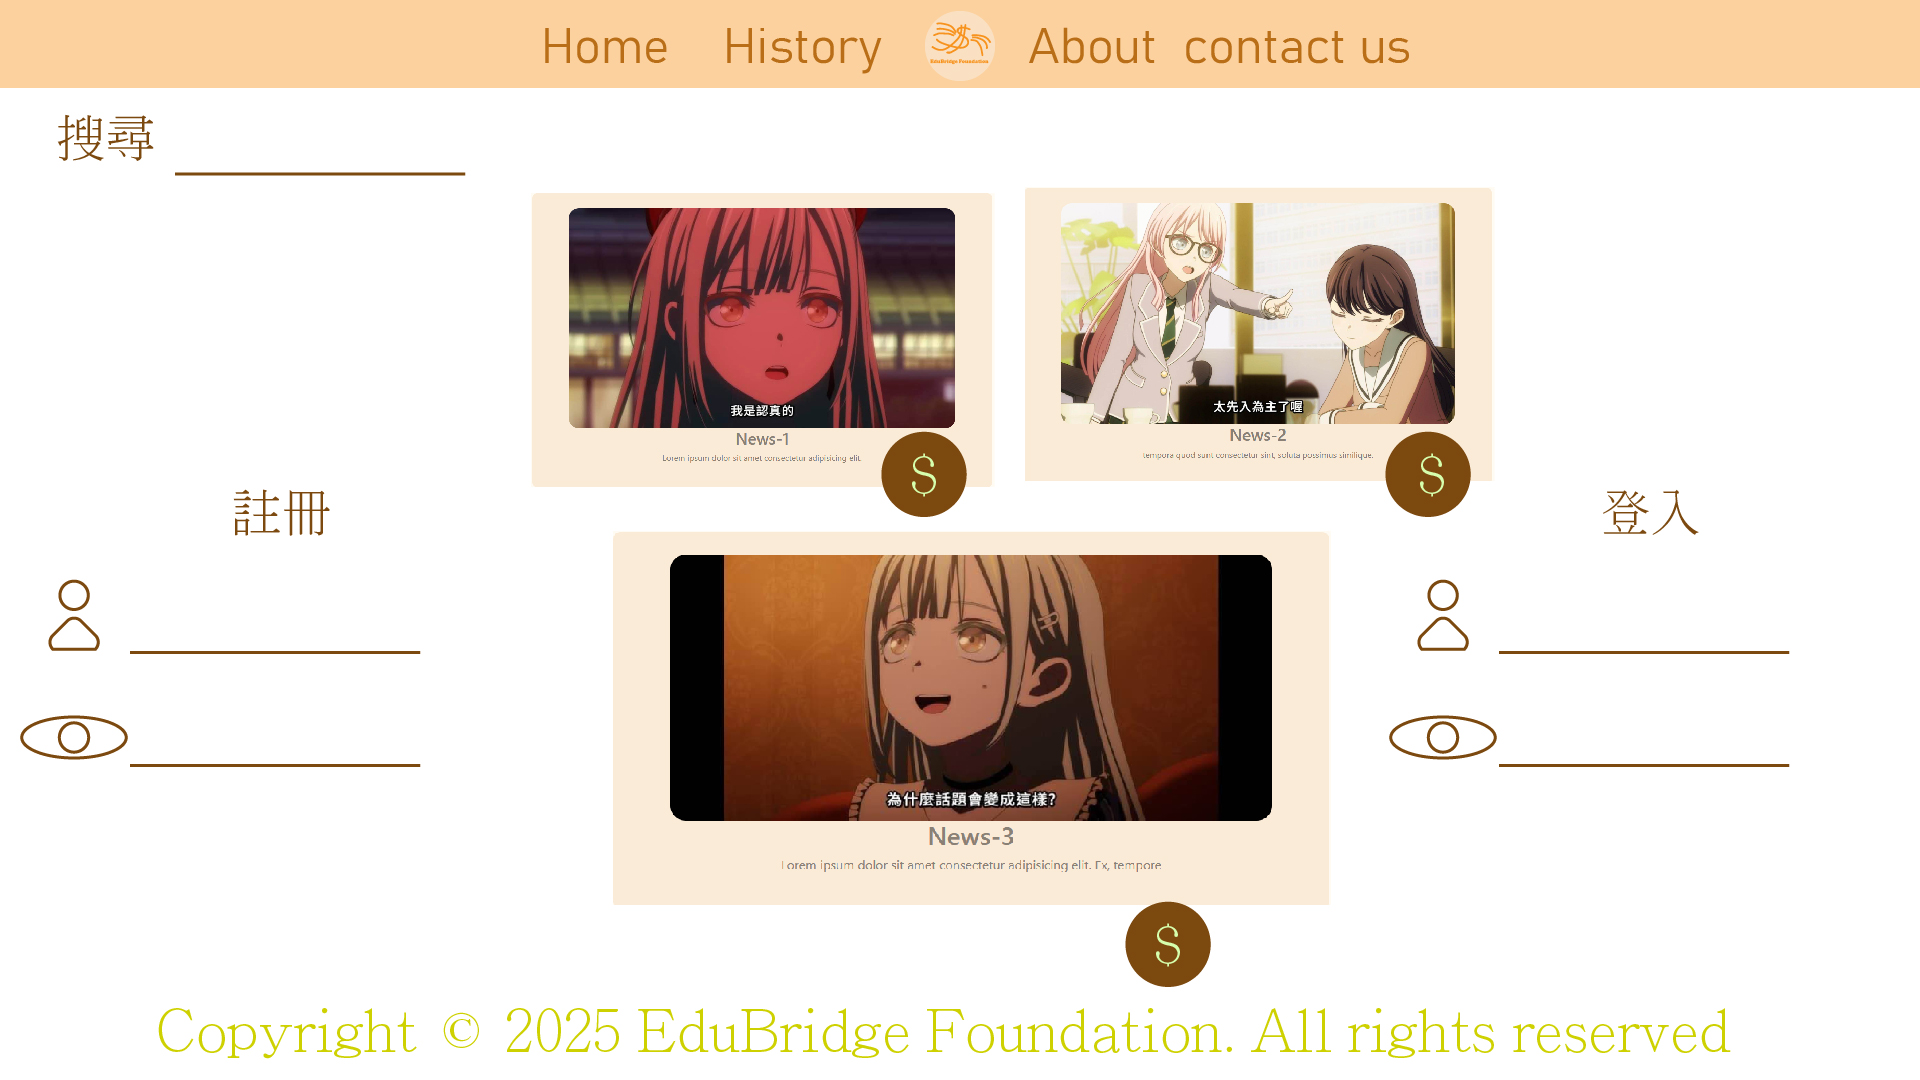 Home History About contact us
EduBridge Foundation
搜尋
我是認真的
News-1
Lorem ipsum dolor sit amet consectetur adipisicing elit.
$
太先入為主了喔
News-2
tempora quod sunt consectetur sint, soluta possimus similique.
$
註冊
登入
為什麼話題會變成這樣?
News-3
Lorem ipsum dolor sit amet consectetur adipisicing elit. Ex, tempore
$
Copyright © 2025 EduBridge Foundation. All rights reserved